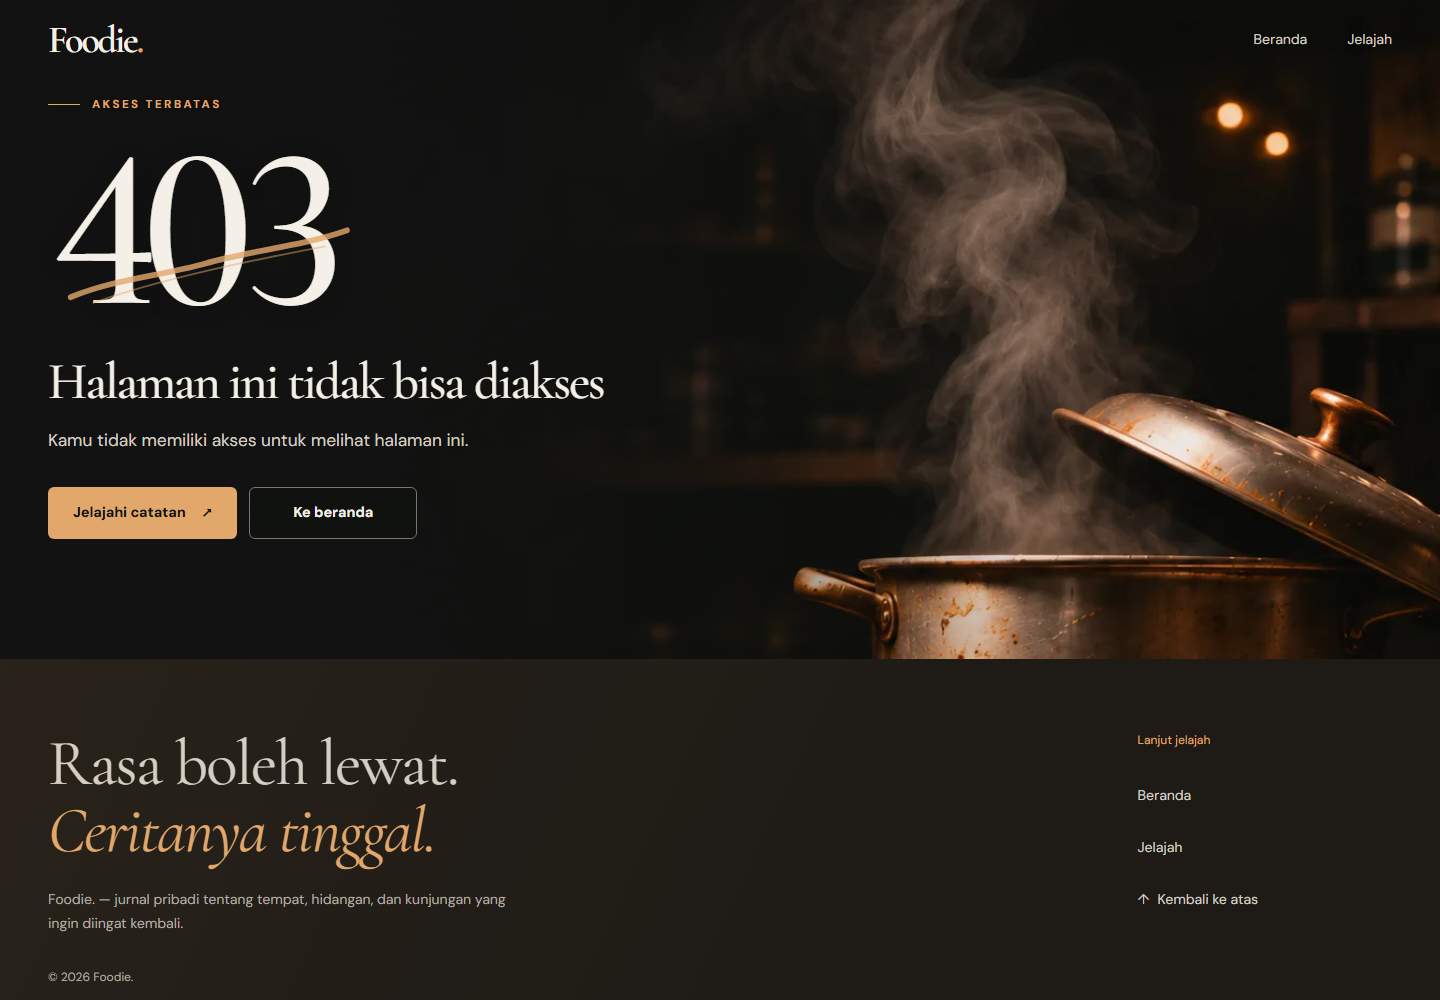 Foodie.
Beranda
Jelajah
AKSES TERBATAS
403
Halaman ini tidak bisa diakses
Kamu tidak memiliki akses untuk melihat halaman ini.
Jelajahi catatan ↗
Ke beranda
Rasa boleh lewat.
Ceritanya tinggal.
Foodie. — jurnal pribadi tentang tempat, hidangan, dan kunjungan yang
ingin diingat kembali.
© 2026 Foodie.
Lanjut jelajah
Beranda
Jelajah
↑ Kembali ke atas